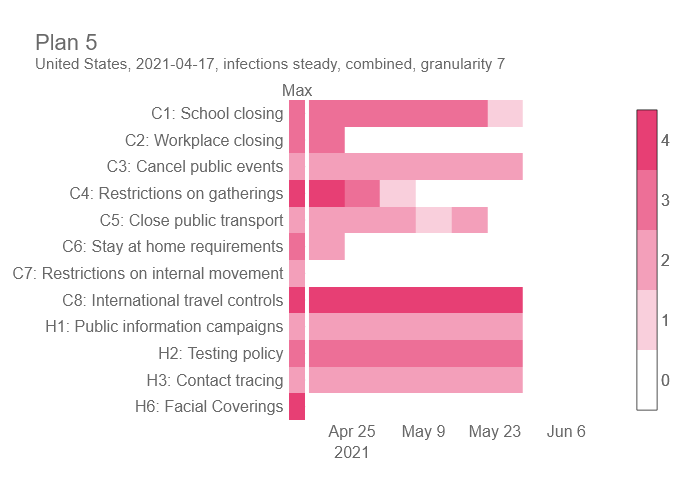 Plan 5
United States, 2021-04-17, infections steady, combined, granularity 7
Max
C1: School closing
C2: Workplace closing
C3: Cancel public events
C4: Restrictions on gatherings
C5: Close public transport
C6: Stay at home requirements
C7: Restrictions on internal movement
C8: International travel controls
H1: Public information campaigns
H2: Testing policy
H3: Contact tracing
H6: Facial Coverings
4
3
2
1
0
Apr 25 May 9 May 23 Jun 6
2021